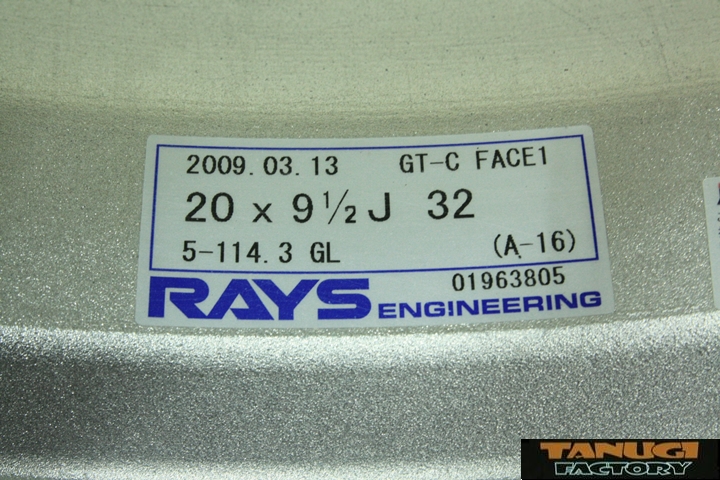 2009.03.13 GT-C FACE1
20 x 9½J 32
5-114.3 GL (A-16)
01963805
RAYS ENGINEERING
TANUGI
FACTORY